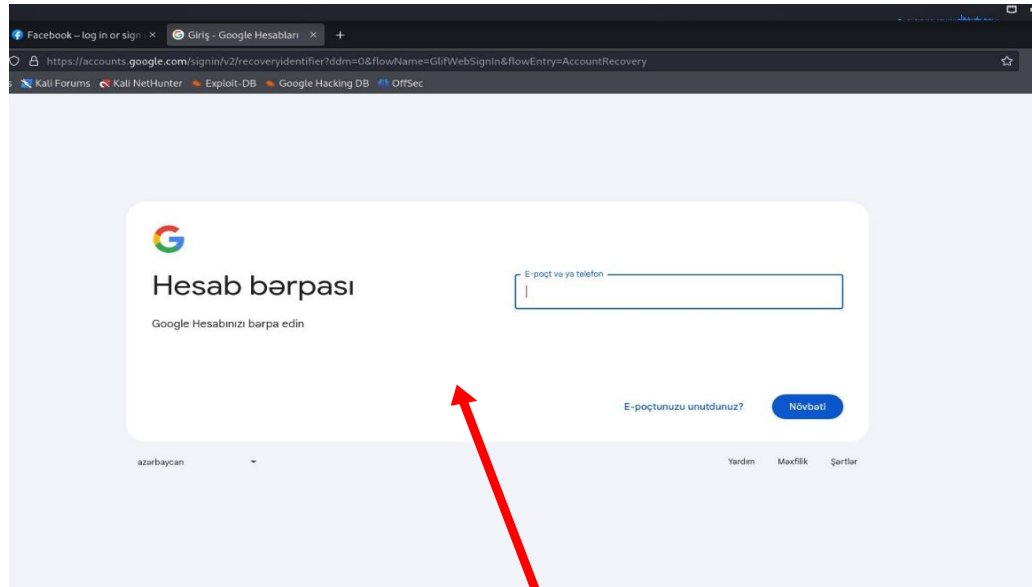 Facebook – log in or sign
Giriş - Google Hesabları
https://accounts.google.com/signin/v2/recoveryidentifier?ddm=0&flowName=GlifWebSignIn&flowEntry=AccountRecovery
Kali Forums Kali NetHunter Exploit-DB Google Hacking DB OffSec
Hesab bərpası
Google Hesabınızı bərpa edin
E-poçt və ya telefon
E-poçtunuzu unutdunuz?
Növbəti
azərbaycan
Yardım Məxfilik Şərtlər